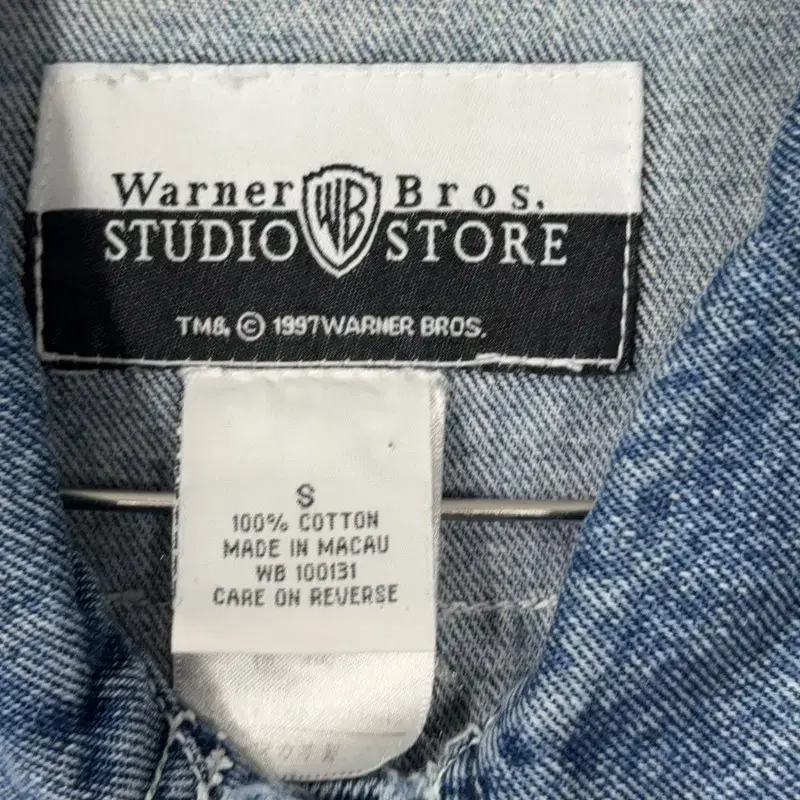 Warner WB Bros.
STUDIO STORE
TM&, © 1997 WARNER BROS.
S
100% COTTON
MADE IN MACAU
WB 100131
CARE ON REVERSE